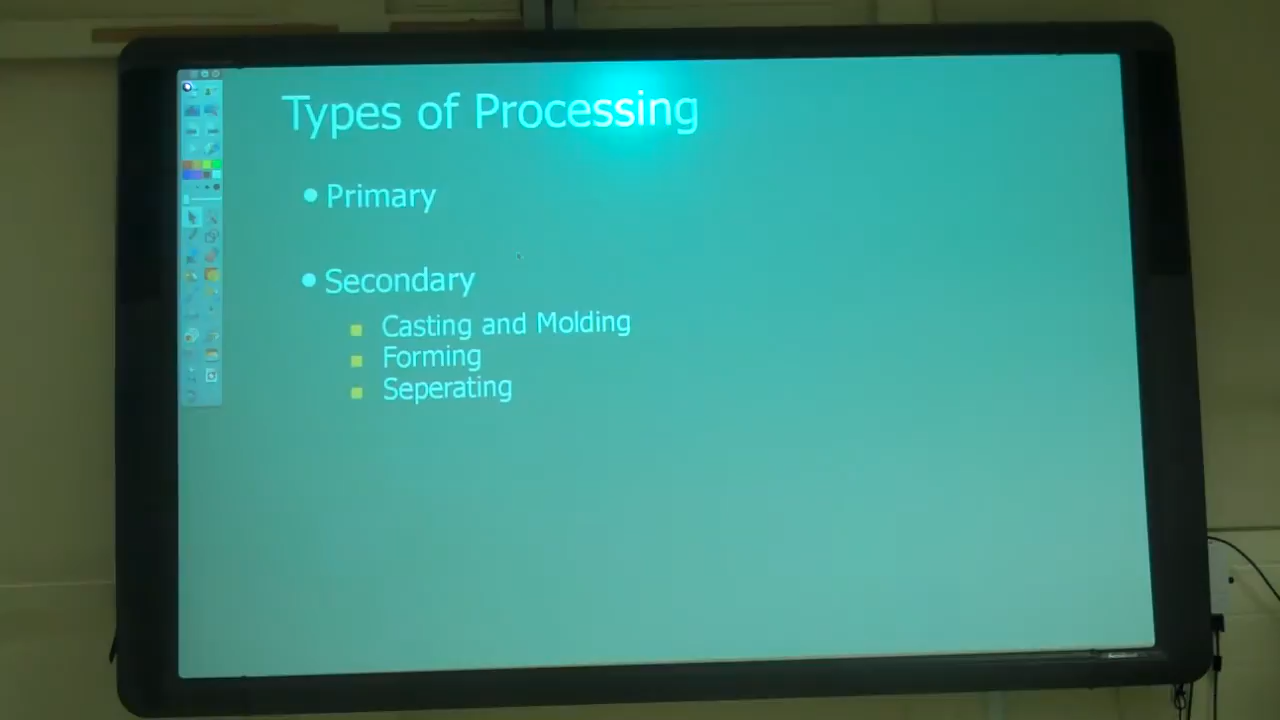 Types of Processing
Primary
Secondary
Casting and Molding
Forming
Seperating